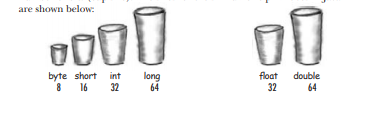 are shown below:
byte short int long float double
8 16 32 64 32 64